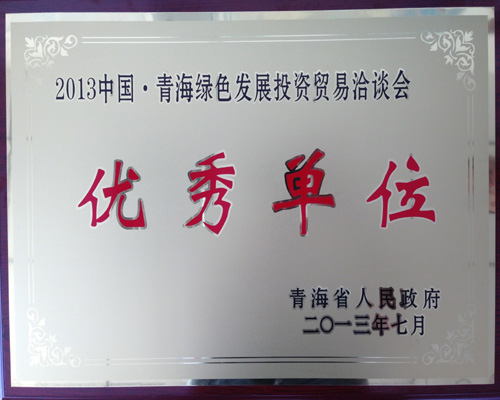 2013中国·青海绿色发展投资贸易洽谈会
优秀单位
青海省人民政府
二〇一三年七月